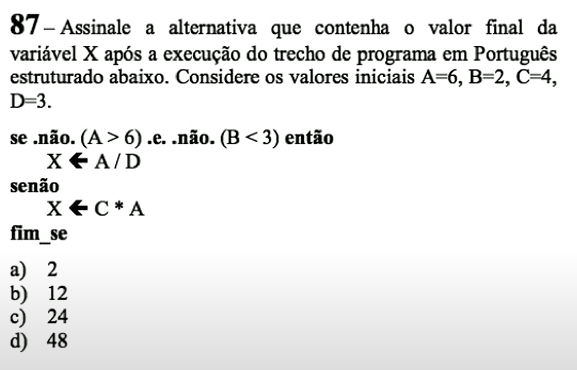 87 – Assinale a alternativa que contenha o valor final da
variável X após a execução do trecho de programa em Português
estruturado abaixo. Considere os valores iniciais A=6, B=2, C=4,
D=3.
se .não. (A > 6) .e. .não. (B < 3) então
X 🡸 A / D
senão
X 🡸 C * A
fim_se
a) 2
b) 12
c) 24
d) 48